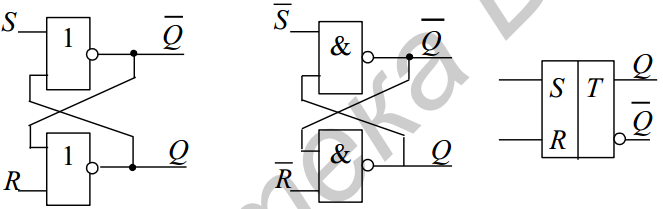 S 1 Q̅
1 Q
R
S̅ & Q̅
& Q
R̅
S T Q
R Q̅